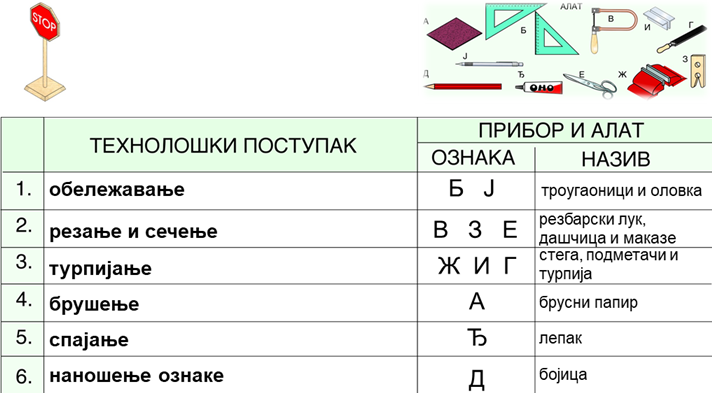 STOP
АЛАТ
А
Б
В
И
Г
Ј
З
Д
Ђ
ОНО
Е
Ж
ТЕХНОЛОШКИ ПОСТУПАК
ПРИБОР И АЛАТ
ОЗНАКА
НАЗИВ
1. обележавање Б Ј троугаоници и оловка
2. резање и сечење В З Е резбарски лук,
дашчица и маказе
3. турпијање Ж И Г стега, подметачи и
турпија
4. брушење А брусни папир
5. спајање Ђ лепак
6. наношење ознаке Д бојица